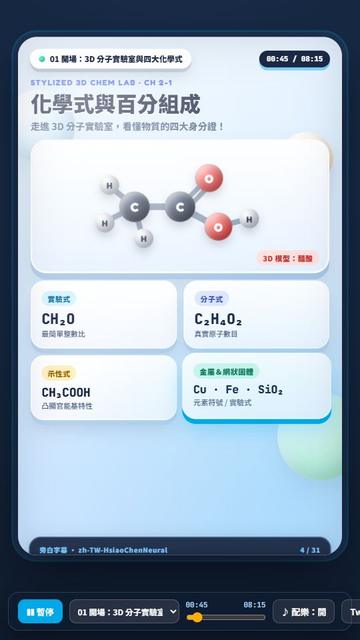 01 開場：3D 分子實驗室與四大化學式
00:45 / 08:15
STYLIZED 3D CHEM LAB · CH 2-1
化學式與百分組成
走進 3D 分子實驗室，看懂物質的四大身分證！
H
O
C
C
H
O
H
H
3D 模型：醋酸
實驗式
CH₂O
最簡單整數比
分子式
C₂H₄O₂
真實原子數目
示性式
CH₃COOH
凸顯官能基特性
金屬＆網狀固體
Cu · Fe · SiO₂
元素符號 / 實驗式
旁白字幕 · zh-TW-HsiaoChenNeural
4 / 31
暫停
01 開場：3D 分子實驗室
00:45
08:15
♪ 配樂：開
Tw